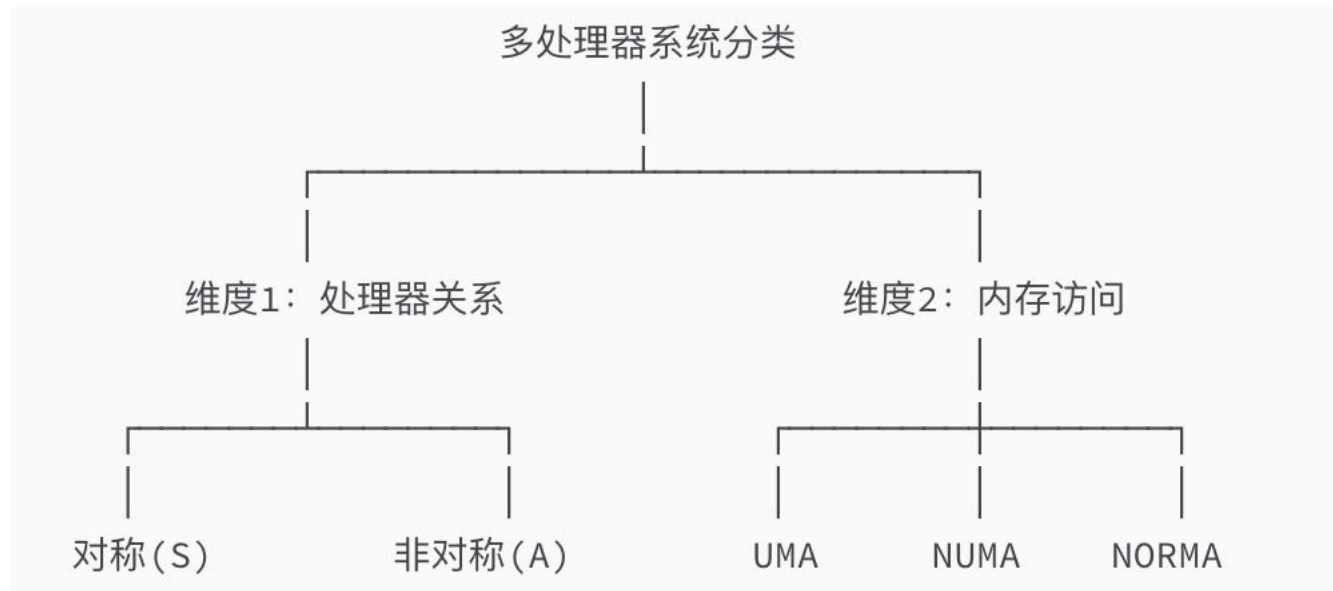 多处理器系统分类
维度1: 处理器关系
维度2: 内存访问
对称(S)
非对称(A)
UMA
NUMA
NORMA